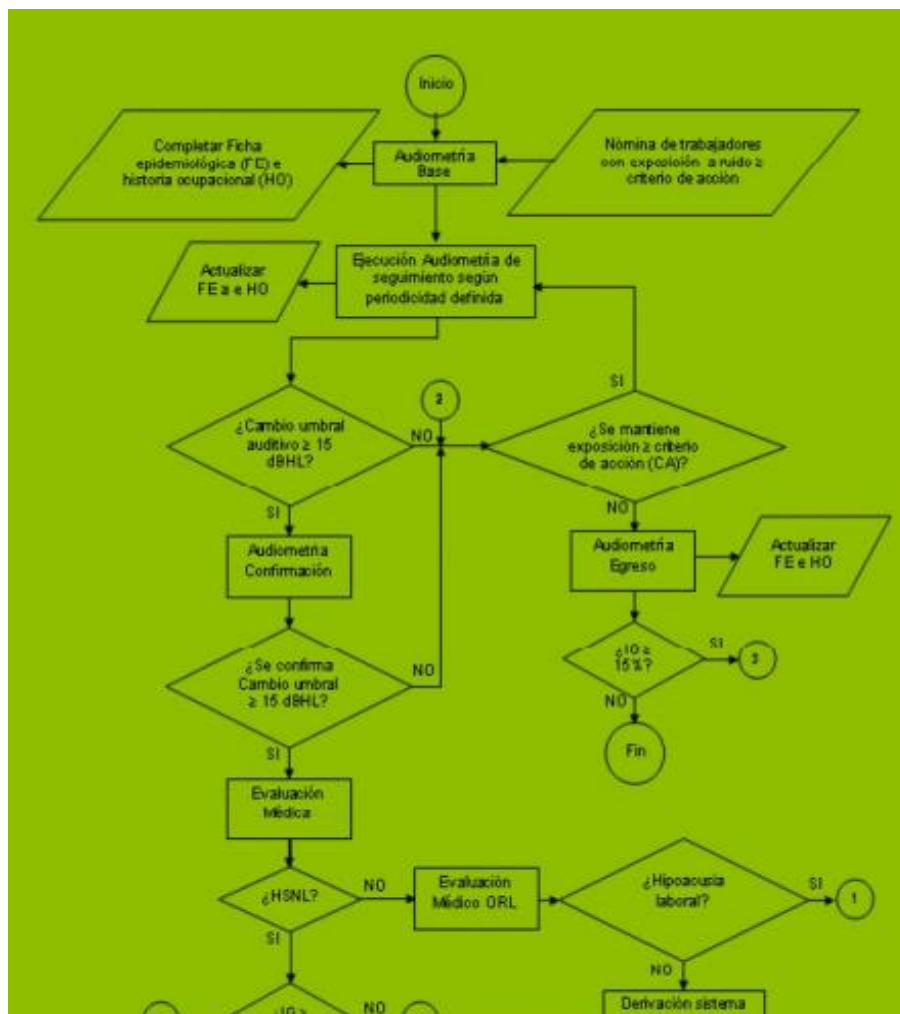 Inicio
Completar Ficha
epidemiológica (FE) e
historia ocupacional (HO)
Audiometría
Base
Nómina de trabajadores
con exposición a ruido ≥
criterio de acción
Actualizar
FE a e HO
Ejecución Audiometría de
seguimiento según
periodicidad definida
SI
2
¿Cambio umbral
auditivo ≥ 15
dBHL?
NO
¿Se mantiene
exposición ≥ criterio
de acción (CA)?
SI
NO
Audiometría
Confirmación
Audiometría
Egreso
Actualizar
FE e HO
¿Se confirma
Cambio umbral
≥ 15 dBHL?
NO
15%?
SI
NO
SI
Fin
Evaluación
Médica
¿HSNL?
NO
Evaluación
Médico ORL
¿Hipoacusia
laboral?
SI
1
SI
NO
NO
Derivación sistema